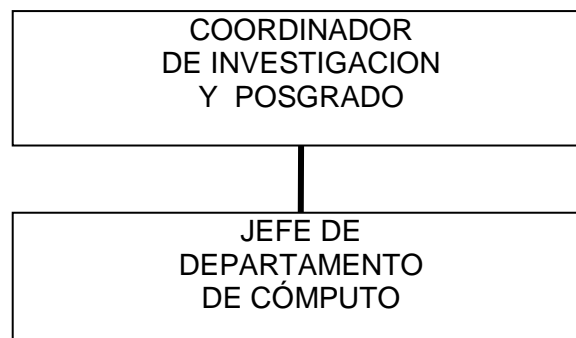 COORDINADOR
DE INVESTIGACION
Y POSGRADO
JEFE DE
DEPARTAMENTO
DE CÓMPUTO